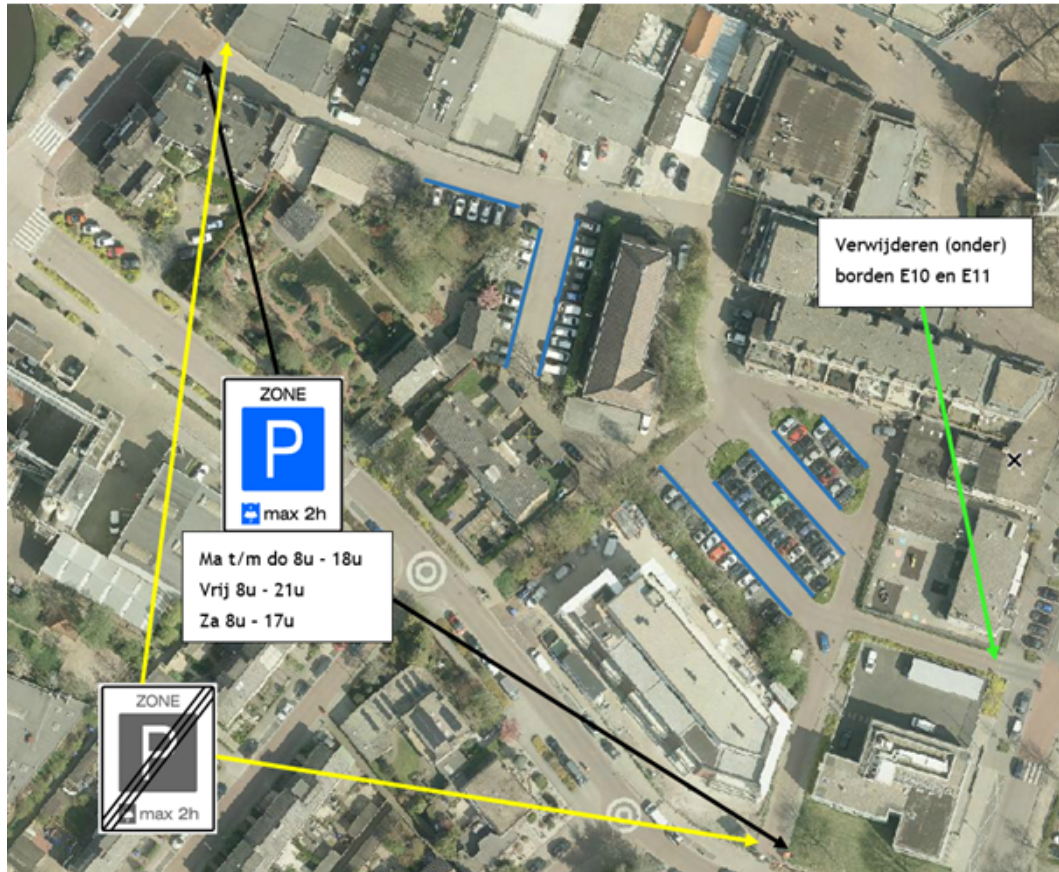 Verwijderen (onder)
borden E10 en E11
ZONE
P
max 2h
Ma t/m do 8u - 18u
Vrij 8u - 21u
Za 8u - 17u
ZONE
P
max 2h